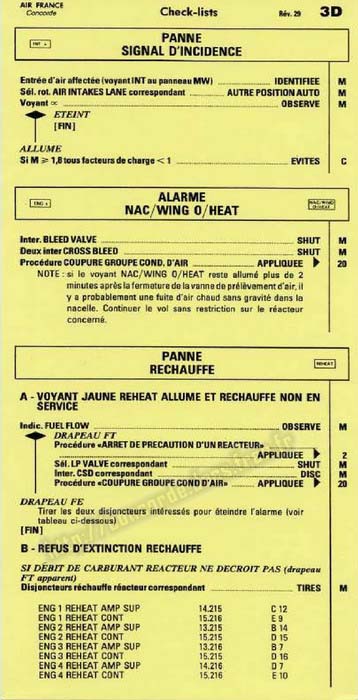 AIR FRANCE
Concorde
Check-lists
Rév. 29
3D
INT α
PANNE
SIGNAL D'INCIDENCE
Entrée d'air affectée (voyant INT au panneau MW) IDENTIFIEE M
Sél. rot. AIR INTAKES LANE correspondant AUTRE POSITION AUTO M
Voyant α OBSERVE M
ETEINT
[FIN]
ALLUME
Si M ⩾ 1,8 tous facteurs de charge < 1 EVITES C
ALARME
NAC/WING O/HEAT
NAC/WING
O/HEAT
Inter. BLEED VALVE SHUT M
Deux inter CROSS BLEED SHUT M
Procédure COUPURE GROUPE COND. D'AIR APPLIQUEE 20
NOTE : si le voyant NAC/WING O/HEAT reste allumé plus de 2
minutes après la fermeture de la vanne de prélèvement d'air, il
y a probablement une fuite d'air chaud sans gravité dans la
nacelle. Continuer le vol sans restriction sur le réacteur
concerné.
PANNE
RECHAUFFE
REHEAT
A - VOYANT JAUNE REHEAT ALLUME ET RECHAUFFE NON EN
SERVICE
Indic. FUEL FLOW OBSERVE M
DRAPEAU FT
Procédure «ARRET DE PRECAUTION D'UN REACTEUR»
APPLIQUEE 2
Sél. LP VALVE correspondant SHUT M
Inter. CSD correspondant DISC M
Procédure «COUPURE GROUPE COND D'AIR» APPLIQUEE 20
DRAPEAU FE
Tirer les deux disjoncteurs intéressés pour éteindre l'alarme (voir
tableau ci-dessous)
[FIN]
B - REFUS D'EXTINCTION RECHAUFFE
SI DÉBIT DE CARBURANT REACTEUR NE DECROIT PAS (drapeau
FT apparent)
Disjoncteurs réchauffe réacteur correspondant TIRES M
ENG 1 REHEAT AMP SUP 14.215 C 12
ENG 1 REHEAT CONT 15.216 E 9
ENG 2 REHEAT AMP SUP 13.215 B 14
ENG 2 REHEAT CONT 15.215 D 15
ENG 3 REHEAT AMP SUP 13.215 B 7
ENG 3 REHEAT CONT 15.215 D 16
ENG 4 REHEAT AMP SUP 14.215 D 7
ENG 4 REHEAT CONT 15.216 E 10